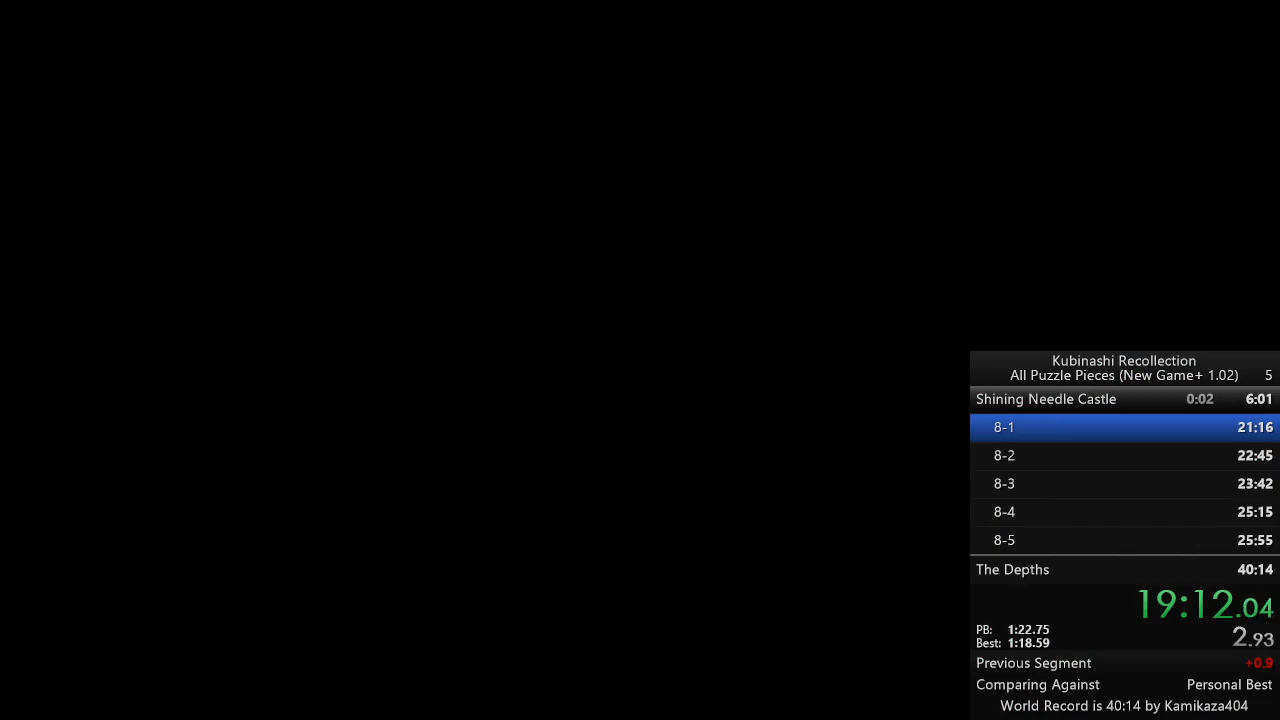 Kubinashi Recollection
All Puzzle Pieces (New Game+ 1.02) 5
Shining Needle Castle 0:02 6:01
8-1 21:16
8-2 22:45
8-3 23:42
8-4 25:15
8-5 25:55
The Depths 40:14
19:12.04
PB: 1:22.75
Best: 1:18.59
2.93
Previous Segment +0.9
Comparing Against Personal Best
World Record is 40:14 by Kamikaza404